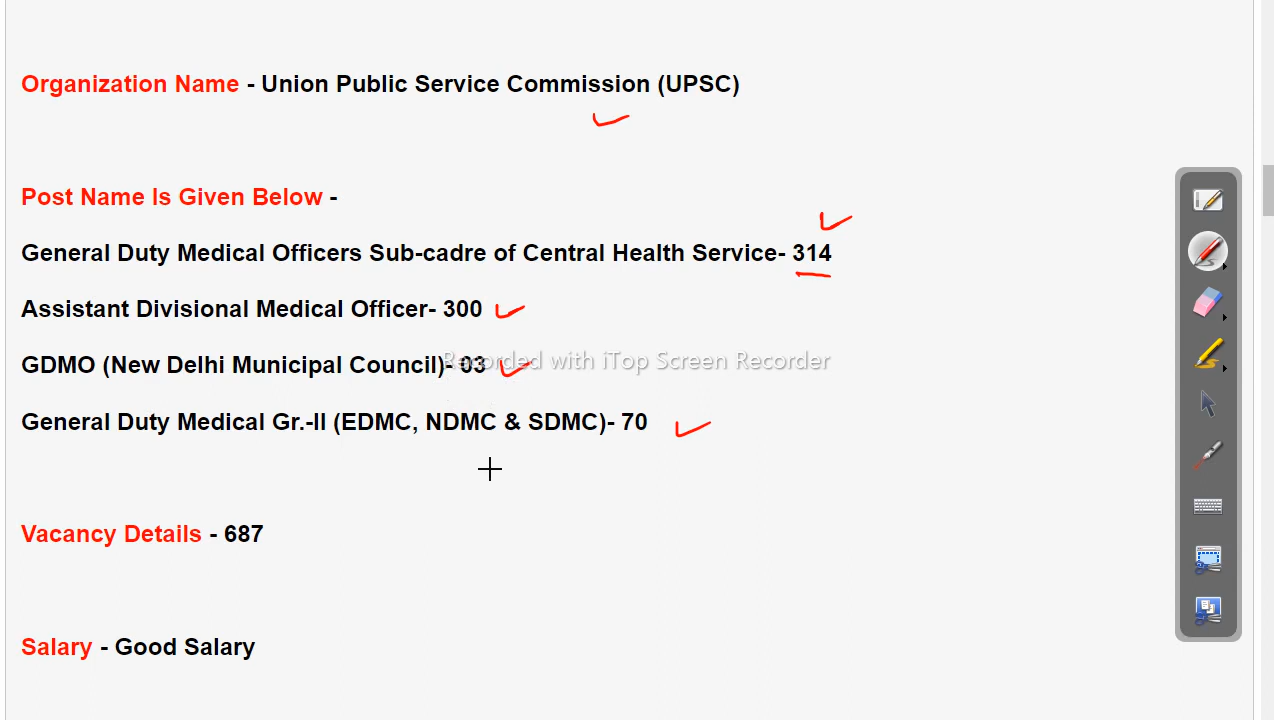 Organization Name - Union Public Service Commission (UPSC)
Post Name Is Given Below -
General Duty Medical Officers Sub-cadre of Central Health Service- 314
Assistant Divisional Medical Officer- 300
GDMO (New Delhi Municipal Council)- 03
Recorded with iTop Screen Recorder
General Duty Medical Gr.-II (EDMC, NDMC & SDMC)- 70
Vacancy Details - 687
Salary - Good Salary